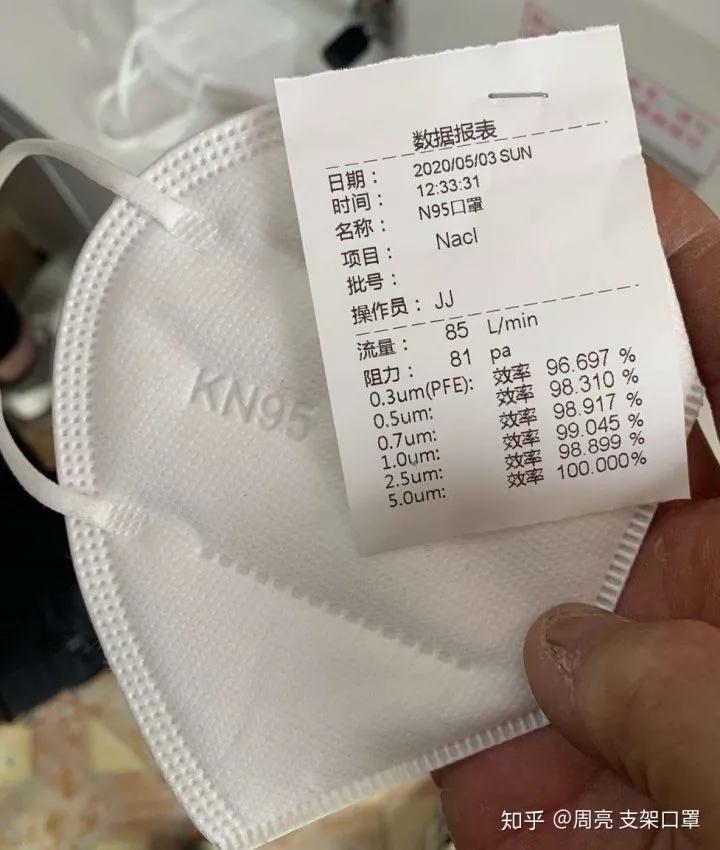 数据报表
日期： 2020/05/03 SUN
时间： 12:33:31
名称： N95口罩
项目： Nacl
批号：
操作员： JJ
流量： 85 L/min
阻力： 81 pa
0.3um(PFE): 效率 96.697 %
0.5um: 效率 98.310 %
0.7um: 效率 98.917 %
1.0um: 效率 99.045 %
2.5um: 效率 98.899 %
5.0um: 效率 100.000%
KN95
知乎 @周亮 支架口罩